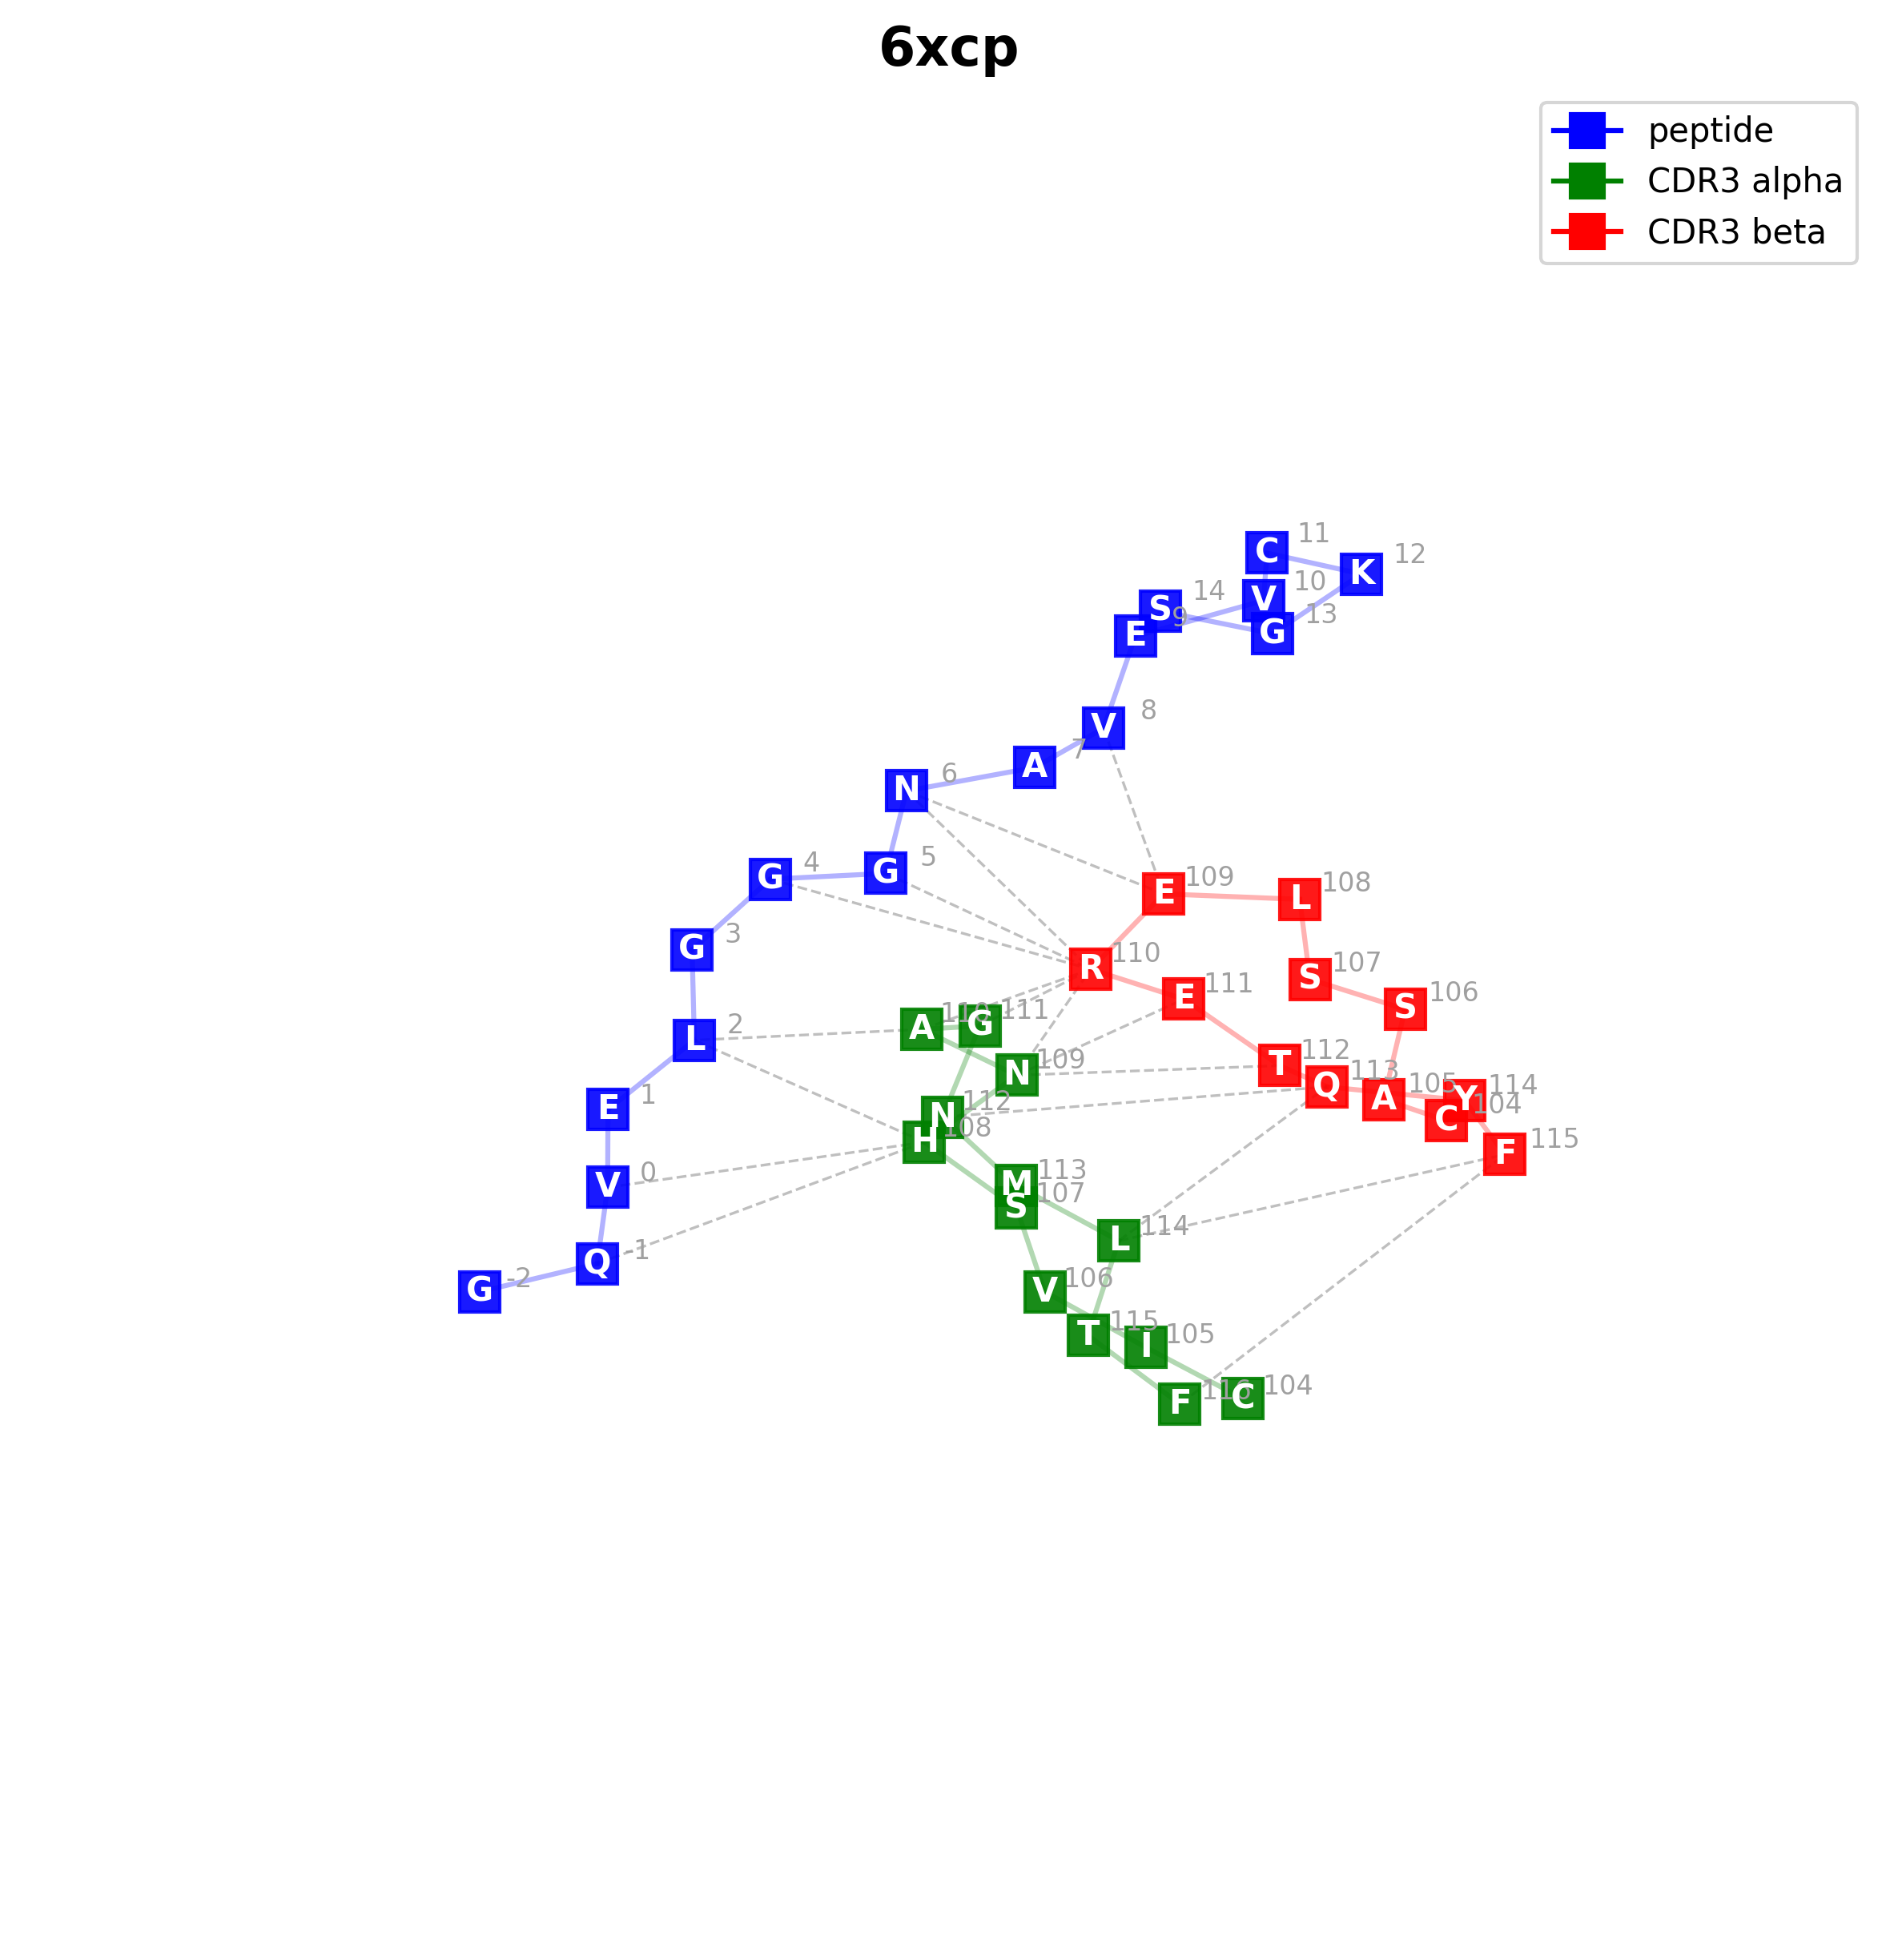 6xcp
peptide
CDR3 alpha
CDR3 beta
C 11
K 12
V 10
S 14
G 13
E 9
V 8
A 7
N 6
G 5
G 4
G 3
L 2
E 1
V 0
Q -1
G -2
E 109
L 108
S 107
S 106
R 110
E 111
T 112
Q 113
A 105
Y 114
C 104
F 115
A 110
G 111
N 109
N 112
H 108
M 113
S 107
L 114
V 106
T 115
I 105
F 116
C 104